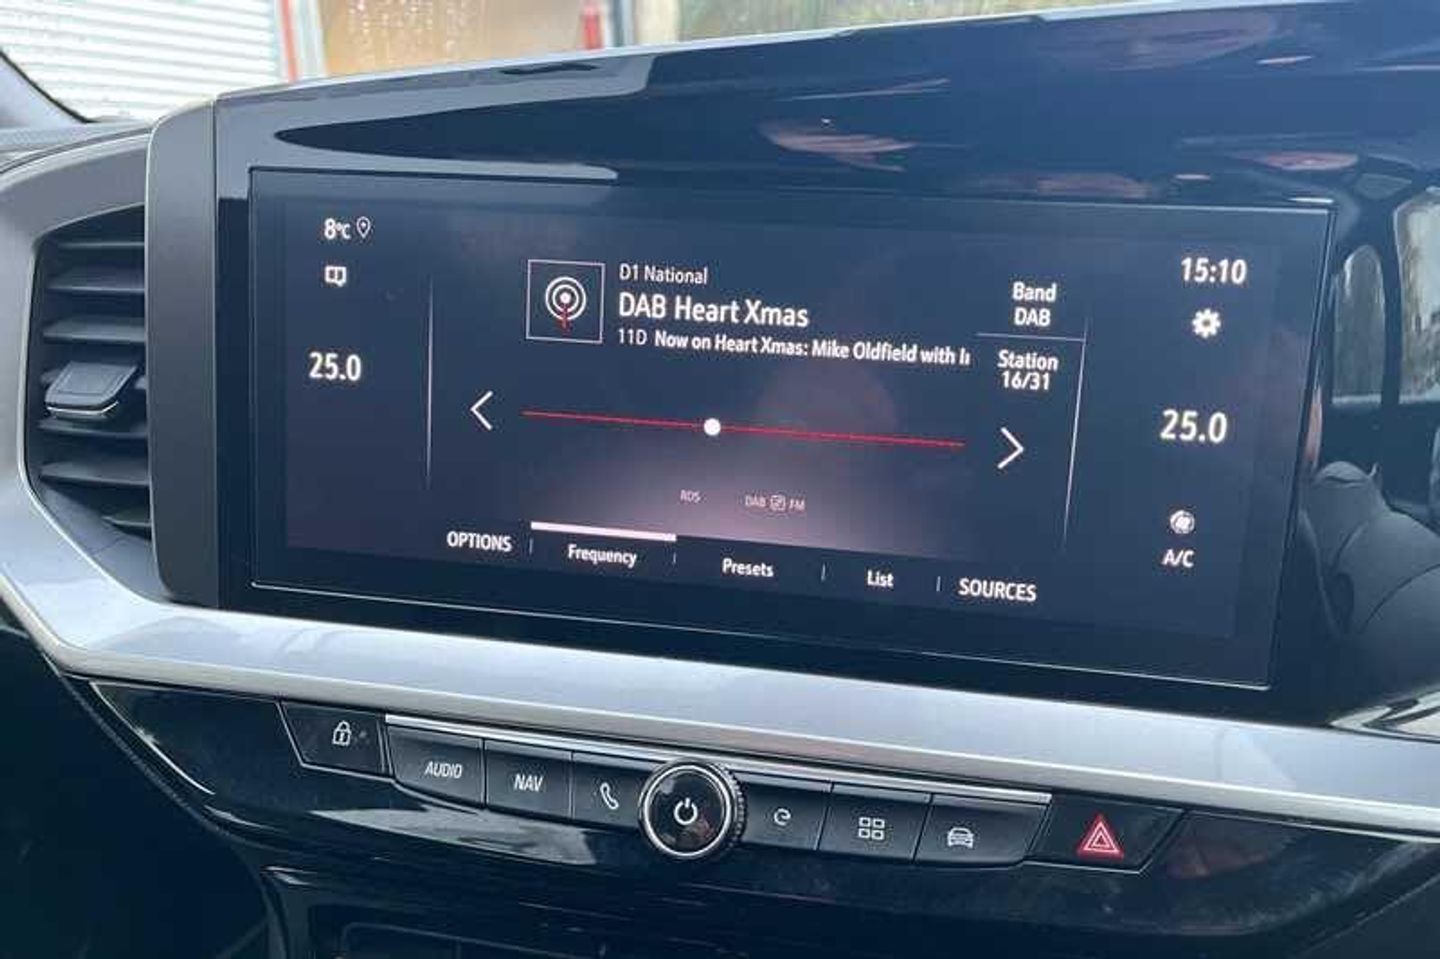 8°C
25.0
D1 National
DAB Heart Xmas
11D Now on Heart Xmas: Mike Oldfield with I
Band
DAB
Station
16/31
15:10
25.0
A/C
RDS
DAB FM
OPTIONS
Frequency
Presets
List
SOURCES
AUDIO
NAV